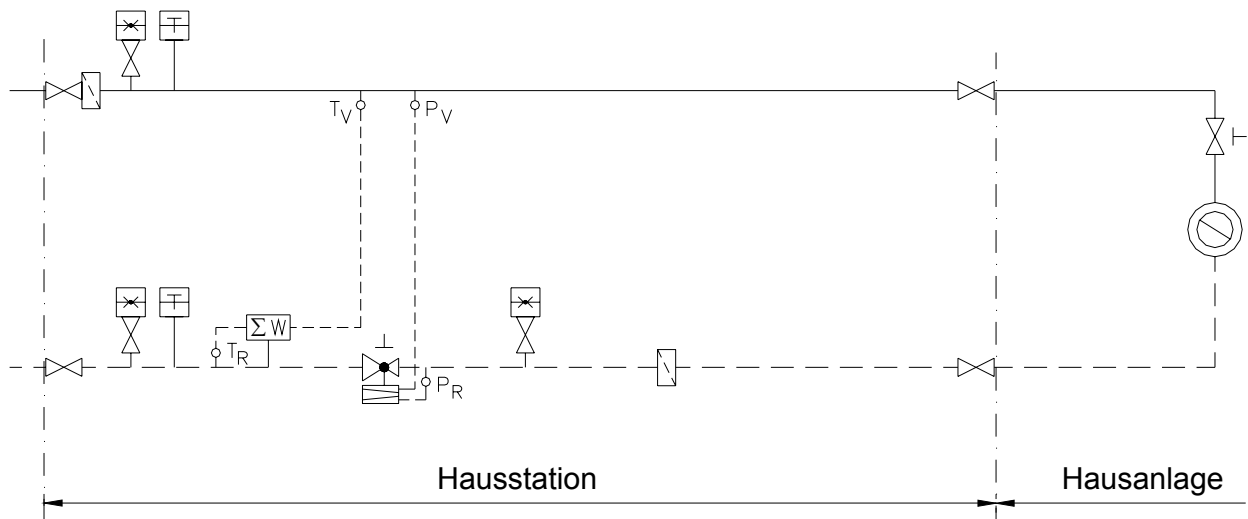 T
T_V P_V
T
ΣW
T_R
P_R
Hausstation Hausanlage